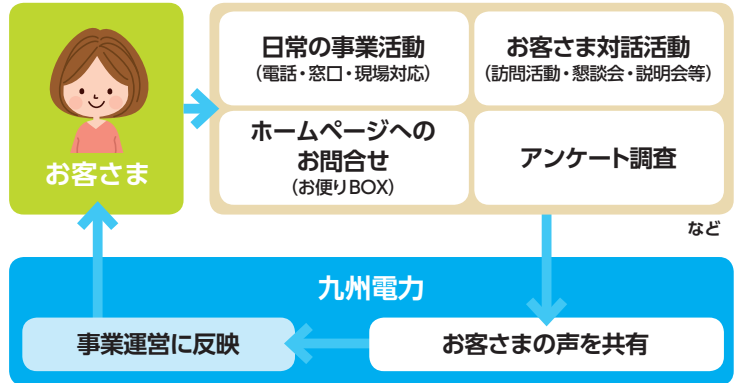 お客さま
日常の事業活動
（電話・窓口・現場対応）
お客さま対話活動
（訪問活動・懇談会・説明会等）
ホームページへの
お問合せ
（お便りBOX）
アンケート調査
など
九州電力
事業運営に反映
お客さまの声を共有